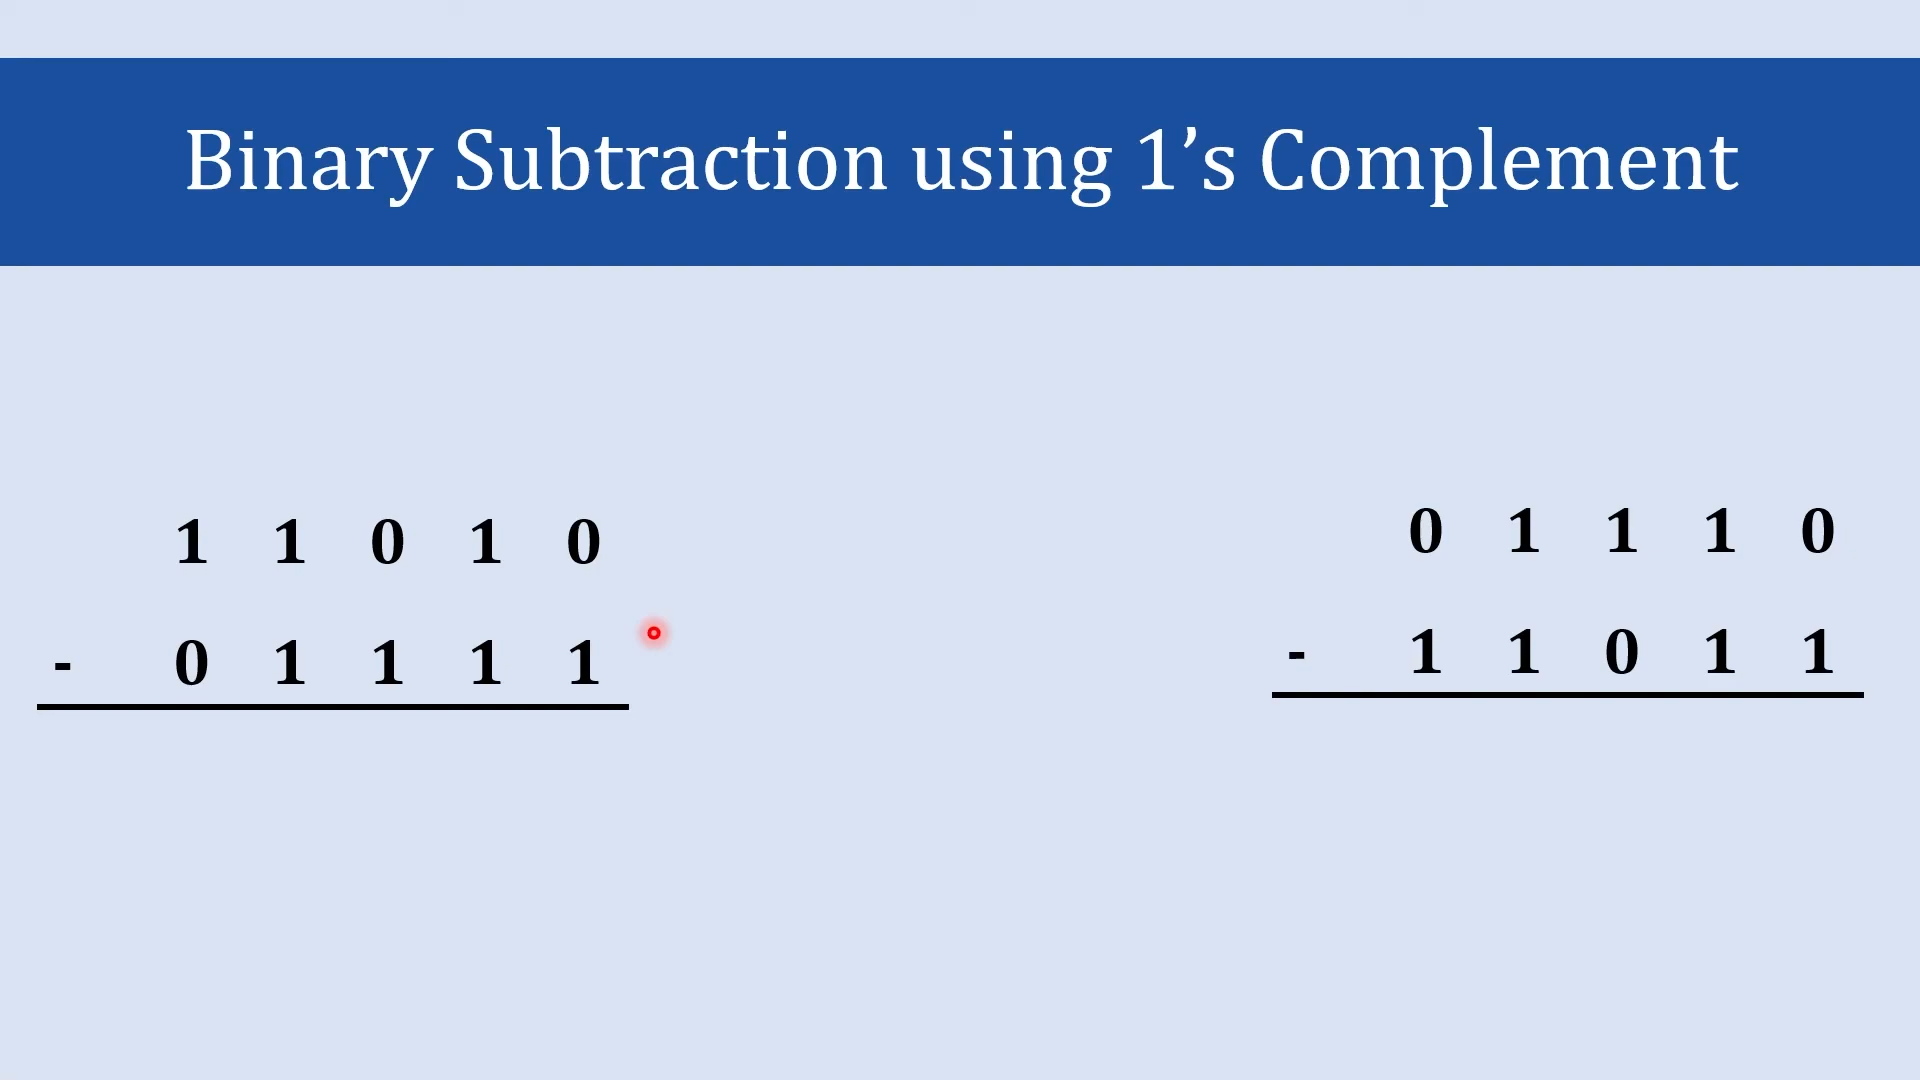 Binary Subtraction using 1’s Complement
1 1 0 1 0
- 0 1 1 1 1
0 1 1 1 0
- 1 1 0 1 1